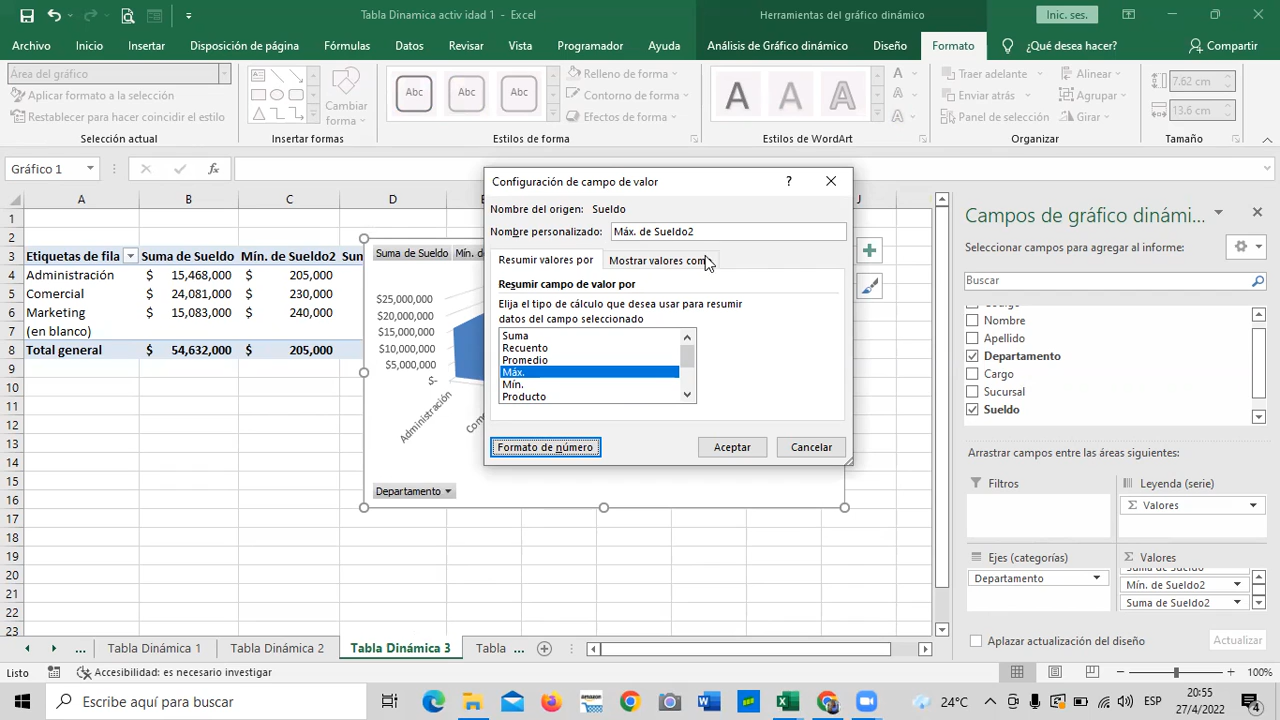 Tabla Dinamica activ idad 1 - Excel
Herramientas del gráfico dinámico
Inic. ses.
Archivo Inicio Insertar Disposición de página Fórmulas Datos Revisar Vista Programador Ayuda Análisis de Gráfico dinámico Diseño Formato ¿Qué desea hacer? Compartir
Área del gráfico
Aplicar formato a la selección
Restablecer para hacer coincidir el estilo
Selección actual
Cambiar
forma
Insertar formas
Abc Abc Abc
Relleno de forma
Contorno de forma
Efectos de forma
Estilos de forma
A A A
Estilos de WordArt
Traer adelante
Enviar atrás
Panel de selección
Alinear
Agrupar
Girar
Organizar
7.62 cm
13.6 cm
Tamaño
Gráfico 1
fx
A B C D E J
1
2
3 Etiquetas de fila Suma de Sueldo Mín. de Sueldo2
4 Administración $ 15,468,000 $ 205,000
5 Comercial $ 24,081,000 $ 230,000
6 Marketing $ 15,083,000 $ 240,000
7 (en blanco)
8 Total general $ 54,632,000 $ 205,000
9
10
11
12
13
14
15
16
17
18
19
20
21
22
23
Suma de Sueldo
$25,000,000
$20,000,000
$15,000,000
$10,000,000
$5,000,000
$-
Administración
Departamento
Configuración de campo de valor
?
Nombre del origen: Sueldo
Nombre personalizado: Máx. de Sueldo2
Resumir valores por
Mostrar valores como
Resumir campo de valor por
Elija el tipo de cálculo que desea usar para resumir
datos del campo seleccionado
Suma
Recuento
Promedio
Máx.
Mín.
Producto
Formato de número
Aceptar
Cancelar
Campos de gráfico dinámi...
Seleccionar campos para agregar al informe:
Buscar
Nombre
Apellido
Departamento
Cargo
Sucursal
Sueldo
Arrastrar campos entre las áreas siguientes:
Filtros
Leyenda (serie)
Σ Valores
Ejes (categorías)
Departamento
Σ Valores
Suma de Sueldo
Mín. de Sueldo2
Suma de Sueldo2
Aplazar actualización del diseño
Actualizar
... Tabla Dinámica 1 Tabla Dinámica 2 Tabla Dinámica 3 Tabla ...
Listo
Accesibilidad: es necesario investigar
100%
Escribe aquí para buscar
amazon
24°C
ESP
20:55
27/4/2022
4